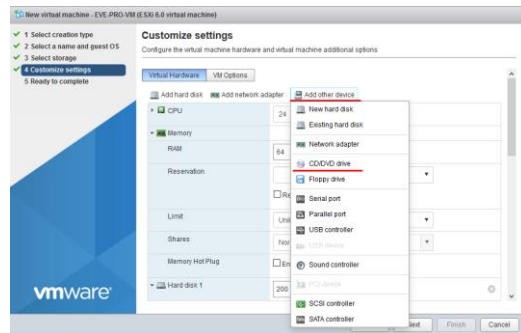 New virtual machine - EVE-PRO-VM (ESXi 6.0 virtual machine)
1 Select creation type
2 Select a name and guest OS
3 Select storage
4 Customize settings
5 Ready to complete
Customize settings
Configure the virtual machine hardware and virtual machine additional options
Virtual Hardware VM Options
Add hard disk Add network adapter Add other device
CPU 24
Memory
RAM 64
Reservation
Limit
Shares
Memory Hot Plug
Hard disk 1 200
New hard disk
Existing hard disk
Network adapter
CD/DVD drive
Floppy drive
Serial port
Parallel port
USB controller
USB device
Sound controller
PCI device
SCSI controller
SATA controller
vmware
Finish Cancel